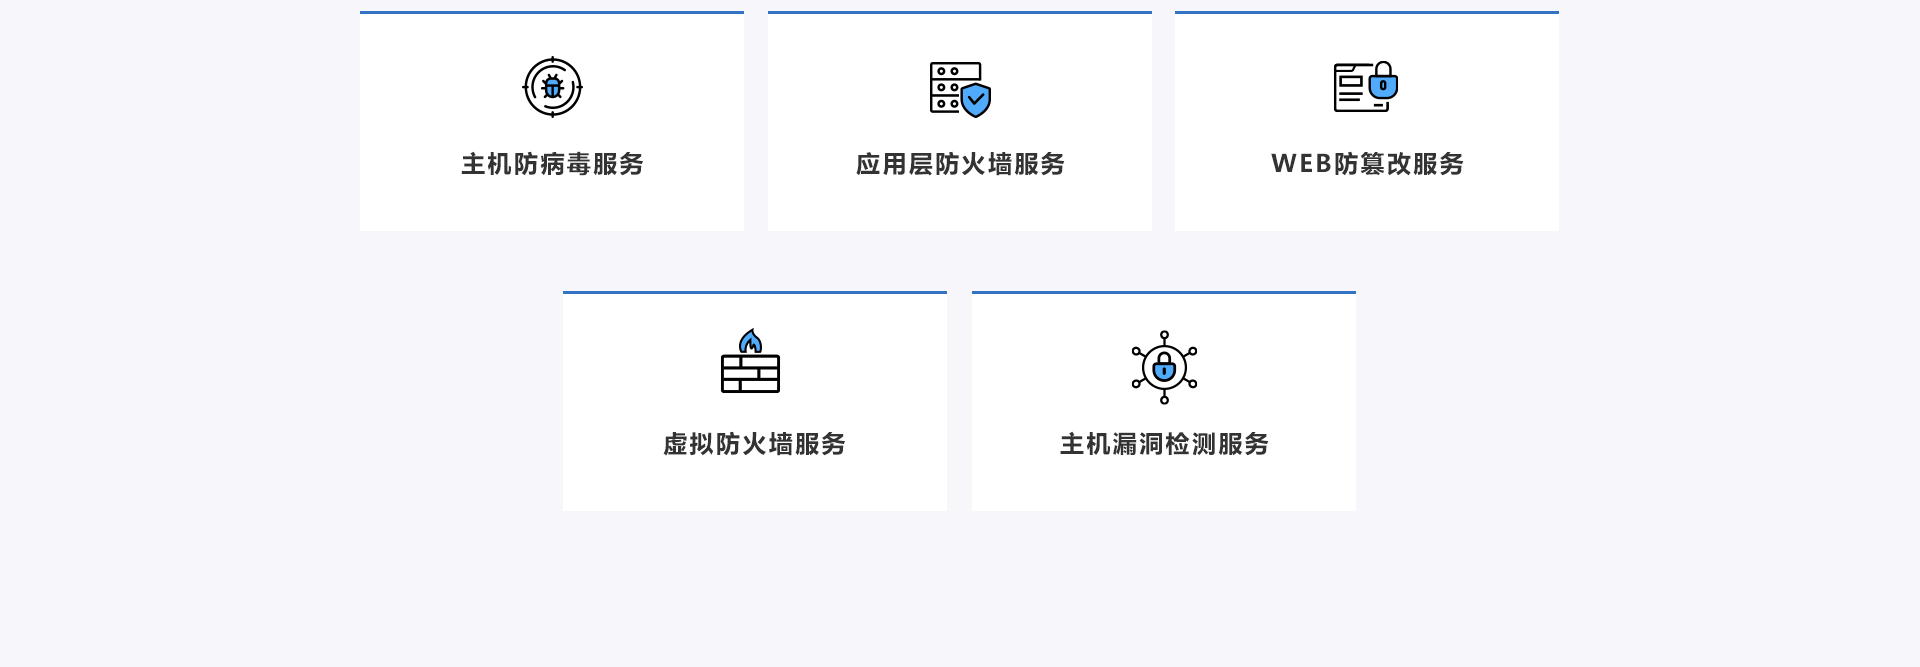 主机防病毒服务
应用层防火墙服务
WEB防篡改服务
虚拟防火墙服务
主机漏洞检测服务